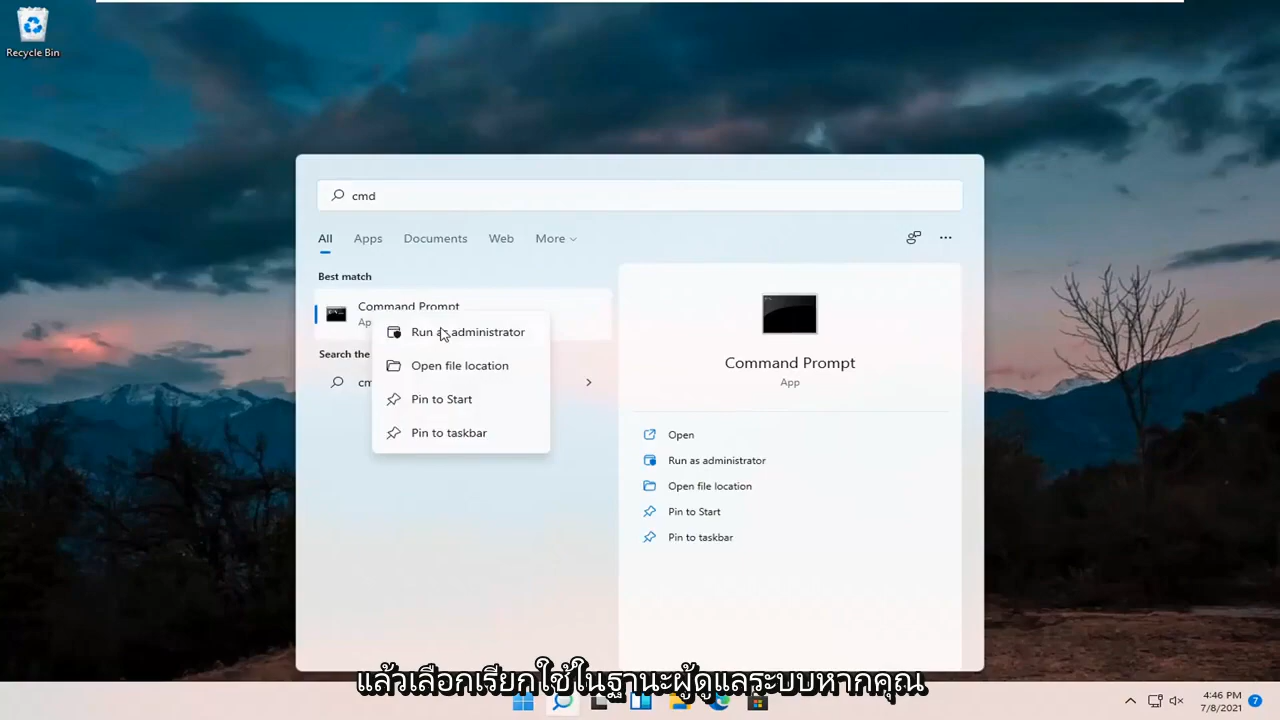 Recycle Bin
cmd
All Apps Documents Web More
Best match
Command Prompt
Ap
Run as administrator
Search the
Open file location
cm
Pin to Start
Pin to taskbar
Command Prompt
App
Open
Run as administrator
Open file location
Pin to Start
Pin to taskbar
แล้วเลือกเรียกใช้ในฐานะผู้ดูแลระบบหากคุณ
4:46 PM
7/8/2021
7